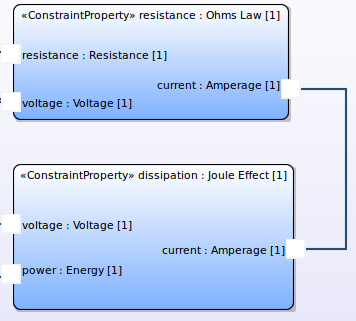 «ConstraintProperty» resistance : Ohms Law [1]
resistance : Resistance [1]
current : Amperage [1]
voltage : Voltage [1]
«ConstraintProperty» dissipation : Joule Effect [1]
voltage : Voltage [1]
current : Amperage [1]
power : Energy [1]